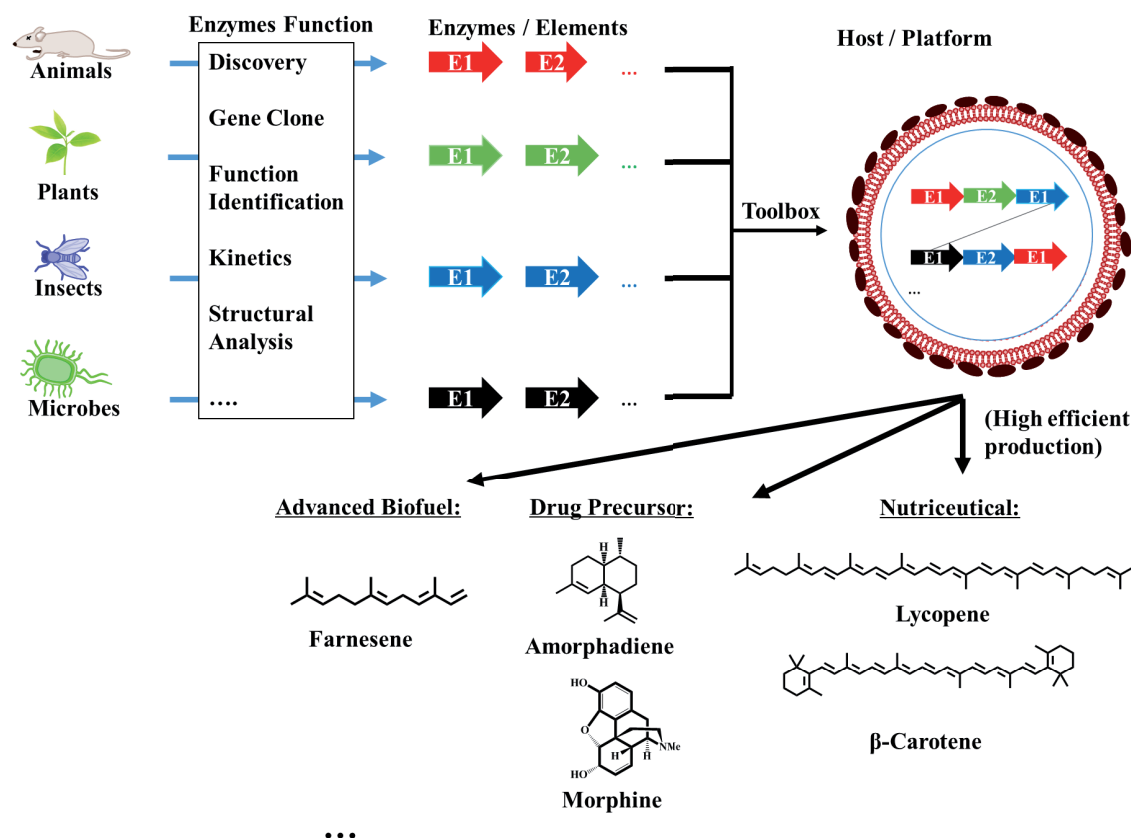 Enzymes Function
Enzymes / Elements
Host / Platform
Animals
Plants
Insects
Microbes
Discovery
Gene Clone
Function
Identification
Kinetics
Structural
Analysis
....
E1 E2 ...
E1 E2 ...
E1 E2 ...
E1 E2 ...
Toolbox
E1 E2 E1
E1 E2 E1
...
(High efficient
production)
Advanced Biofuel:
Farnesene
Drug Precursor:
H
H
Amorphadiene
HO
O
H
H
NMe
HO
Morphine
Nutriceutical:
Lycopene
β-Carotene
...